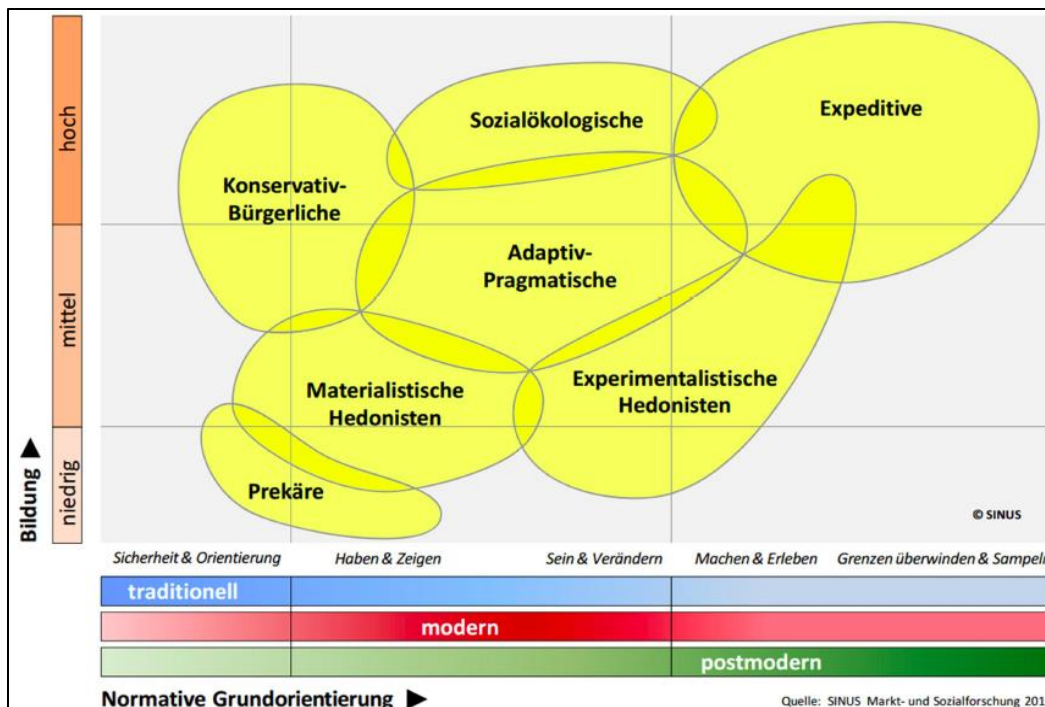 hoch
mittel
niedrig
Bildung ►
Sozialökologische
Expeditive
Konservativ-
Bürgerliche
Adaptiv-
Pragmatische
Materialistische
Hedonisten
Experimentalistische
Hedonisten
Prekäre
© SINUS
Sicherheit & Orientierung
Haben & Zeigen
Sein & Verändern
Machen & Erleben
Grenzen überwinden & Sampeln
traditionell
modern
postmodern
Normative Grundorientierung ►
Quelle: SINUS Markt- und Sozialforschung 201